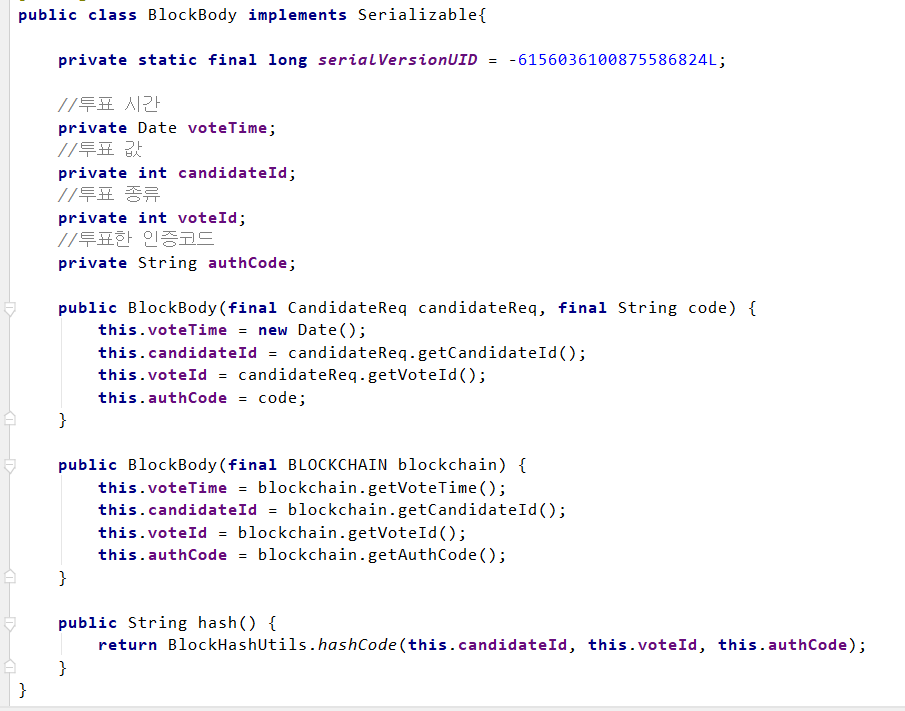 public class BlockBody implements Serializable{
private static final long serialVersionUID = -6156036100875586824L;
//투표 시간
private Date voteTime;
//투표 값
private int candidateId;
//투표 종류
private int voteId;
//투표한 인증코드
private String authCode;
public BlockBody(final CandidateReq candidateReq, final String code) {
this.voteTime = new Date();
this.candidateId = candidateReq.getCandidateId();
this.voteId = candidateReq.getVoteId();
this.authCode = code;
}
public BlockBody(final BLOCKCHAIN blockchain) {
this.voteTime = blockchain.getVoteTime();
this.candidateId = blockchain.getCandidateId();
this.voteId = blockchain.getVoteId();
this.authCode = blockchain.getAuthCode();
}
public String hash() {
return BlockHashUtils.hashCode(this.candidateId, this.voteId, this.authCode);
}
}